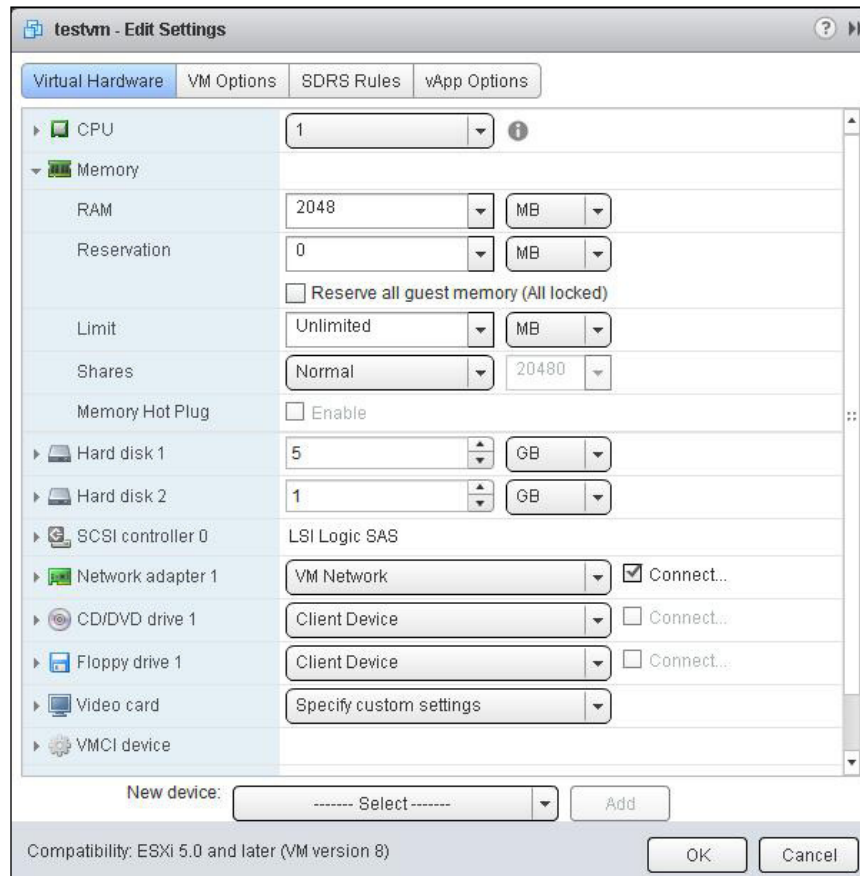 testvm - Edit Settings
Virtual Hardware VM Options SDRS Rules vApp Options
CPU 1
Memory
RAM 2048 MB
Reservation 0 MB
Reserve all guest memory (All locked)
Limit Unlimited MB
Shares Normal 20480
Memory Hot Plug Enable
Hard disk 1 5 GB
Hard disk 2 1 GB
SCSI controller 0 LSI Logic SAS
Network adapter 1 VM Network Connect...
CD/DVD drive 1 Client Device Connect...
Floppy drive 1 Client Device Connect...
Video card Specify custom settings
VMCI device
New device: ------- Select ------- Add
Compatibility: ESXi 5.0 and later (VM version 8) OK Cancel